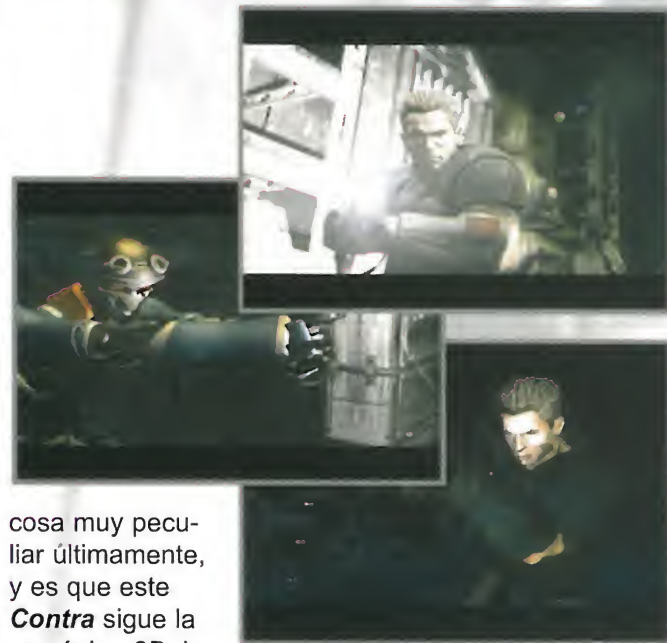 cosa muy pecu-
liar últimamente,
y es que este
Contra sigue la